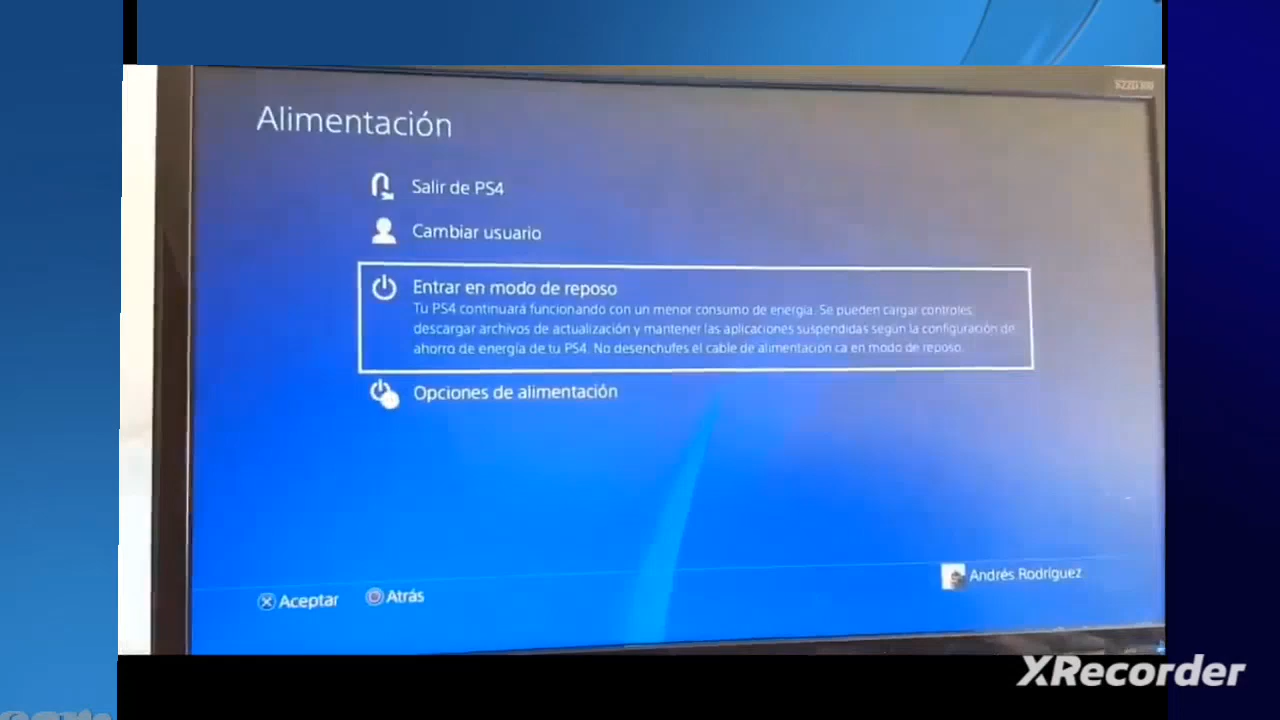 S22D300
Alimentación
Salir de PS4
Cambiar usuario
Entrar en modo de reposo
Tu PS4 continuará funcionando con un menor consumo de energía. Se pueden cargar controles,
descargar archivos de actualización y mantener las aplicaciones suspendidas según la configuración de
ahorro de energía de tu PS4. No desenchufes el cable de alimentación ca en modo de reposo.
Opciones de alimentación
Andrés Rodríguez
Aceptar
Atrás
XRecorder